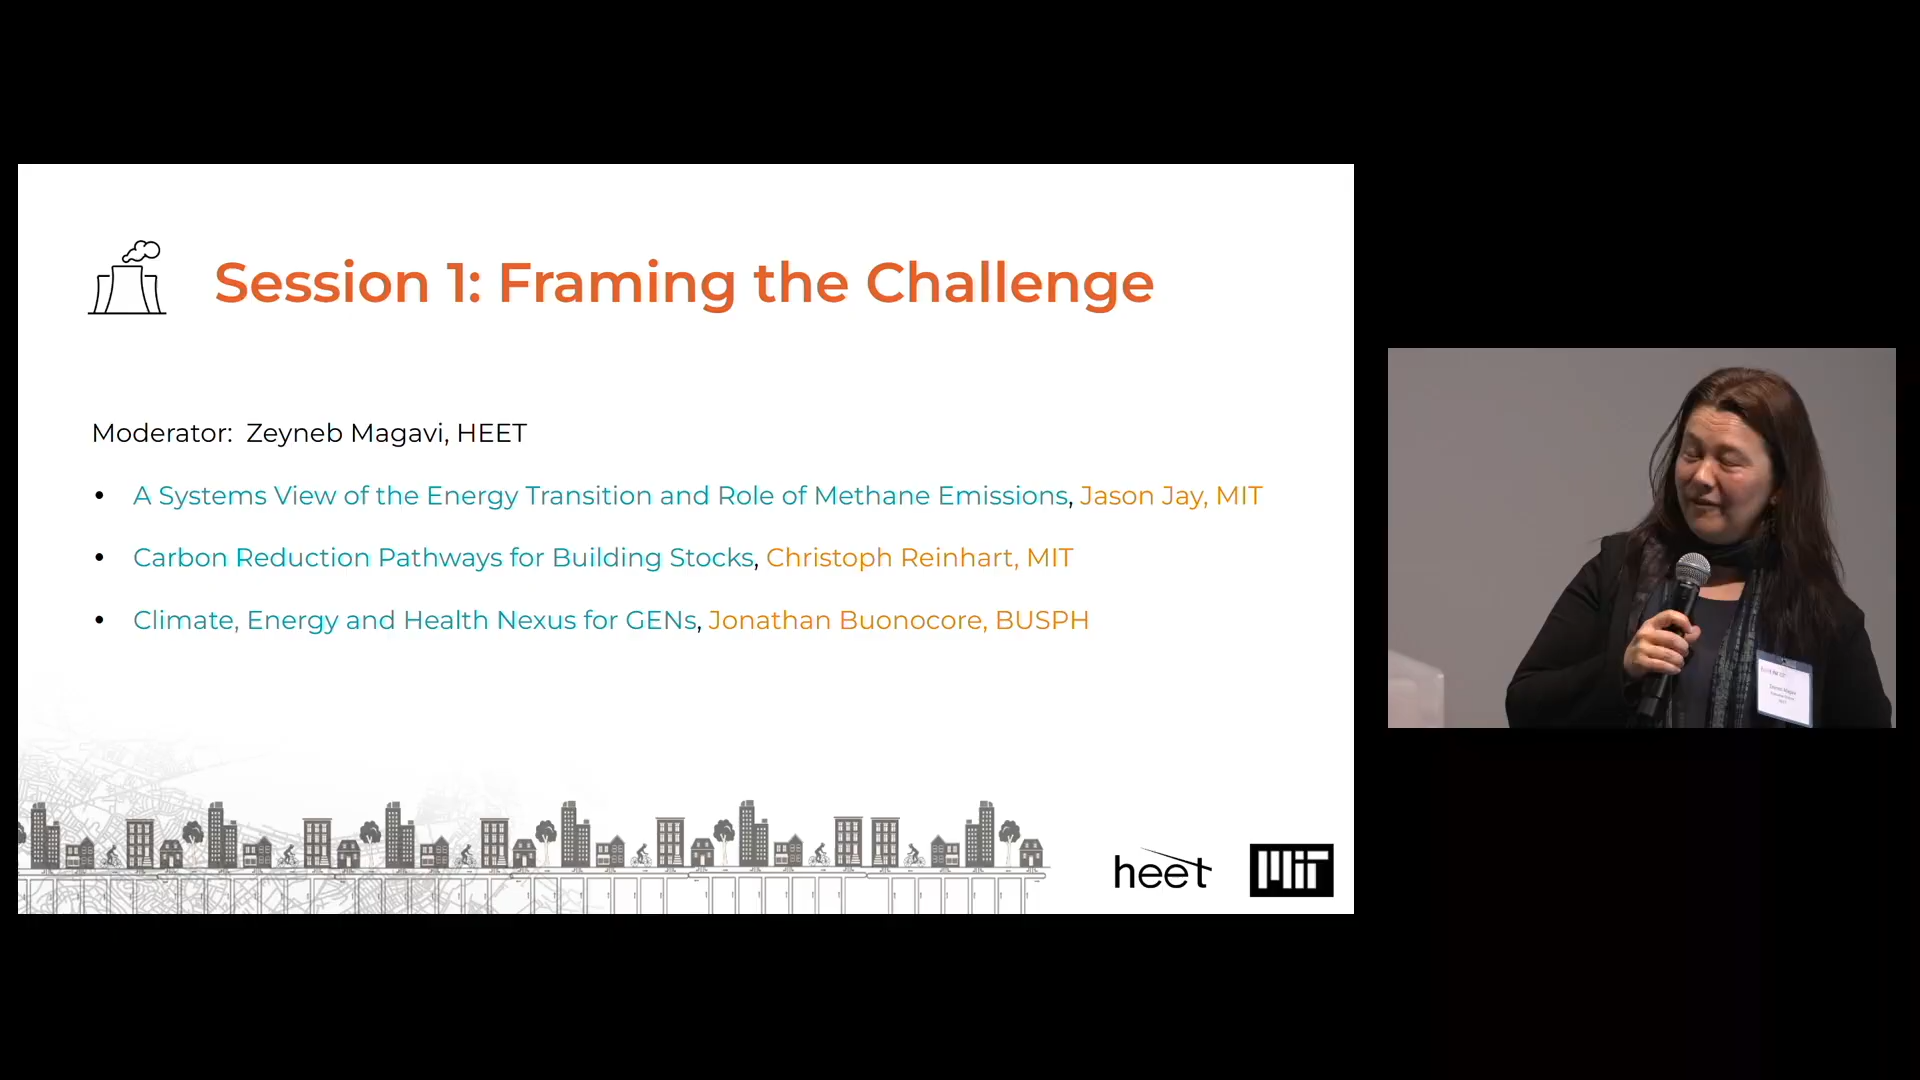 Session 1: Framing the Challenge
Moderator: Zeyneb Magavi, HEET
• A Systems View of the Energy Transition and Role of Methane Emissions, Jason Jay, MIT
• Carbon Reduction Pathways for Building Stocks, Christoph Reinhart, MIT
• Climate, Energy and Health Nexus for GENs, Jonathan Buonocore, BUSPH
heet
MIT